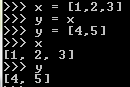 >>> x = [1,2,3]
>>> y = x
>>> y = [4,5]
>>> x
[1, 2, 3]
>>> y
[4, 5]